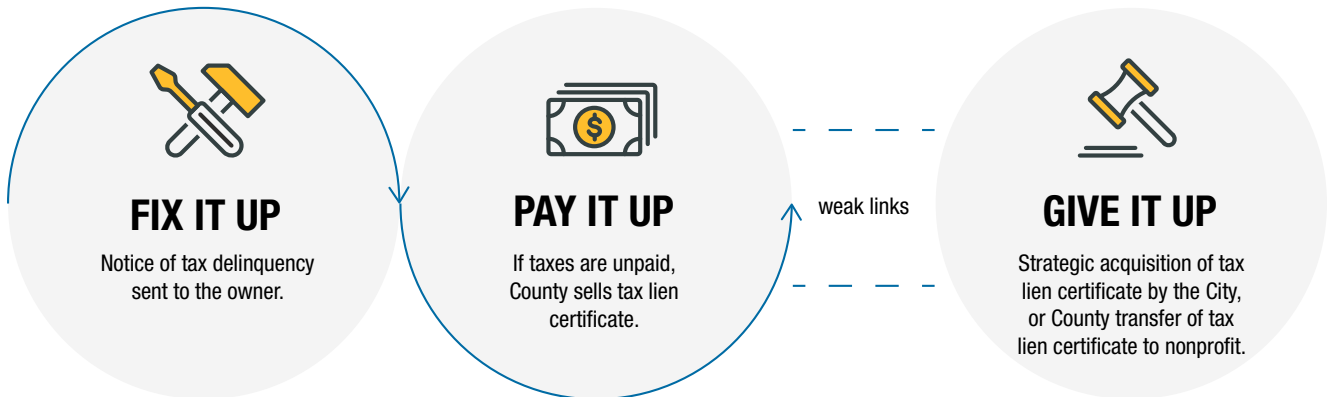 FIX IT UP
Notice of tax delinquency
sent to the owner.
$
PAY IT UP
If taxes are unpaid,
County sells tax lien
certificate.
weak links
GIVE IT UP
Strategic acquisition of tax
lien certificate by the City,
or County transfer of tax
lien certificate to nonprofit.